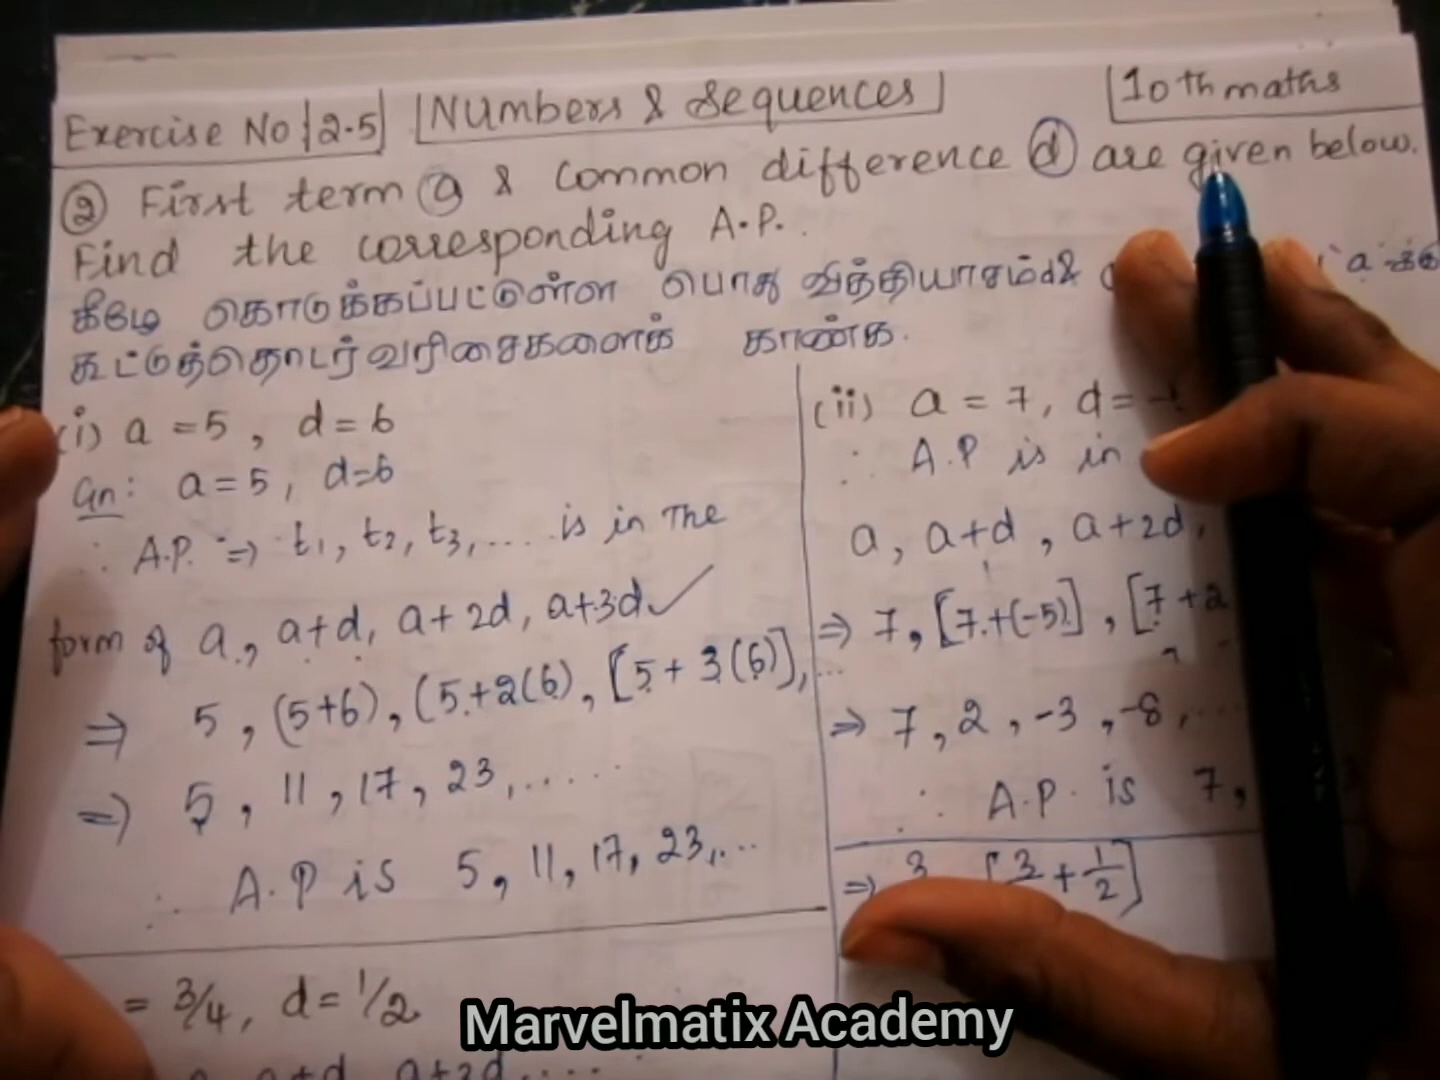 Exercise No 2.5 Numbers & Sequences 10th maths
② First term ⓐ & Common difference ⓓ are given below.
Find the corresponding A.P.
கீழே கொடுக்கப்பட்டுள்ள பொது வித்தியாசம் d & 'a'க்கு
கூட்டுத்தொடர்வரிசைகளைக் காண்க.
(i) a = 5, d = 6
Gn: a = 5, d = 6
∴ A.P. ⇒ t₁, t₂, t₃, .... is in The
form of a, a+d, a+2d, a+3d ✓
⇒ 5, (5+6), (5+2(6), [5+3(6)], ...
⇒ 5, 11, 17, 23, .....
∴ A.P is 5, 11, 17, 23, ...
= 3/4, d = 1/2
a, a+d, a+2d, ....
(ii) a = 7, d = -
∴ A.P is in
a, a+d, a+2d,
⇒ 7, [7+(-5)], [7+2
⇒ 7, 2, -3, -8, ...
∴ A.P. is 7,
⇒ 3 [3 + 1/2]
Marvelmatix Academy